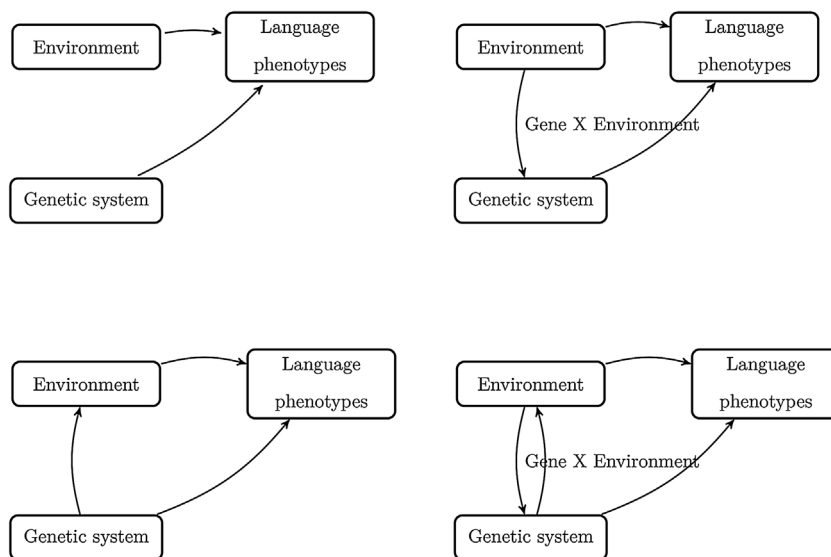 Environment
Language
phenotypes
Genetic system
Environment
Language
phenotypes
Gene X Environment
Genetic system
Environment
Language
phenotypes
Genetic system
Environment
Language
phenotypes
Gene X Environment
Genetic system